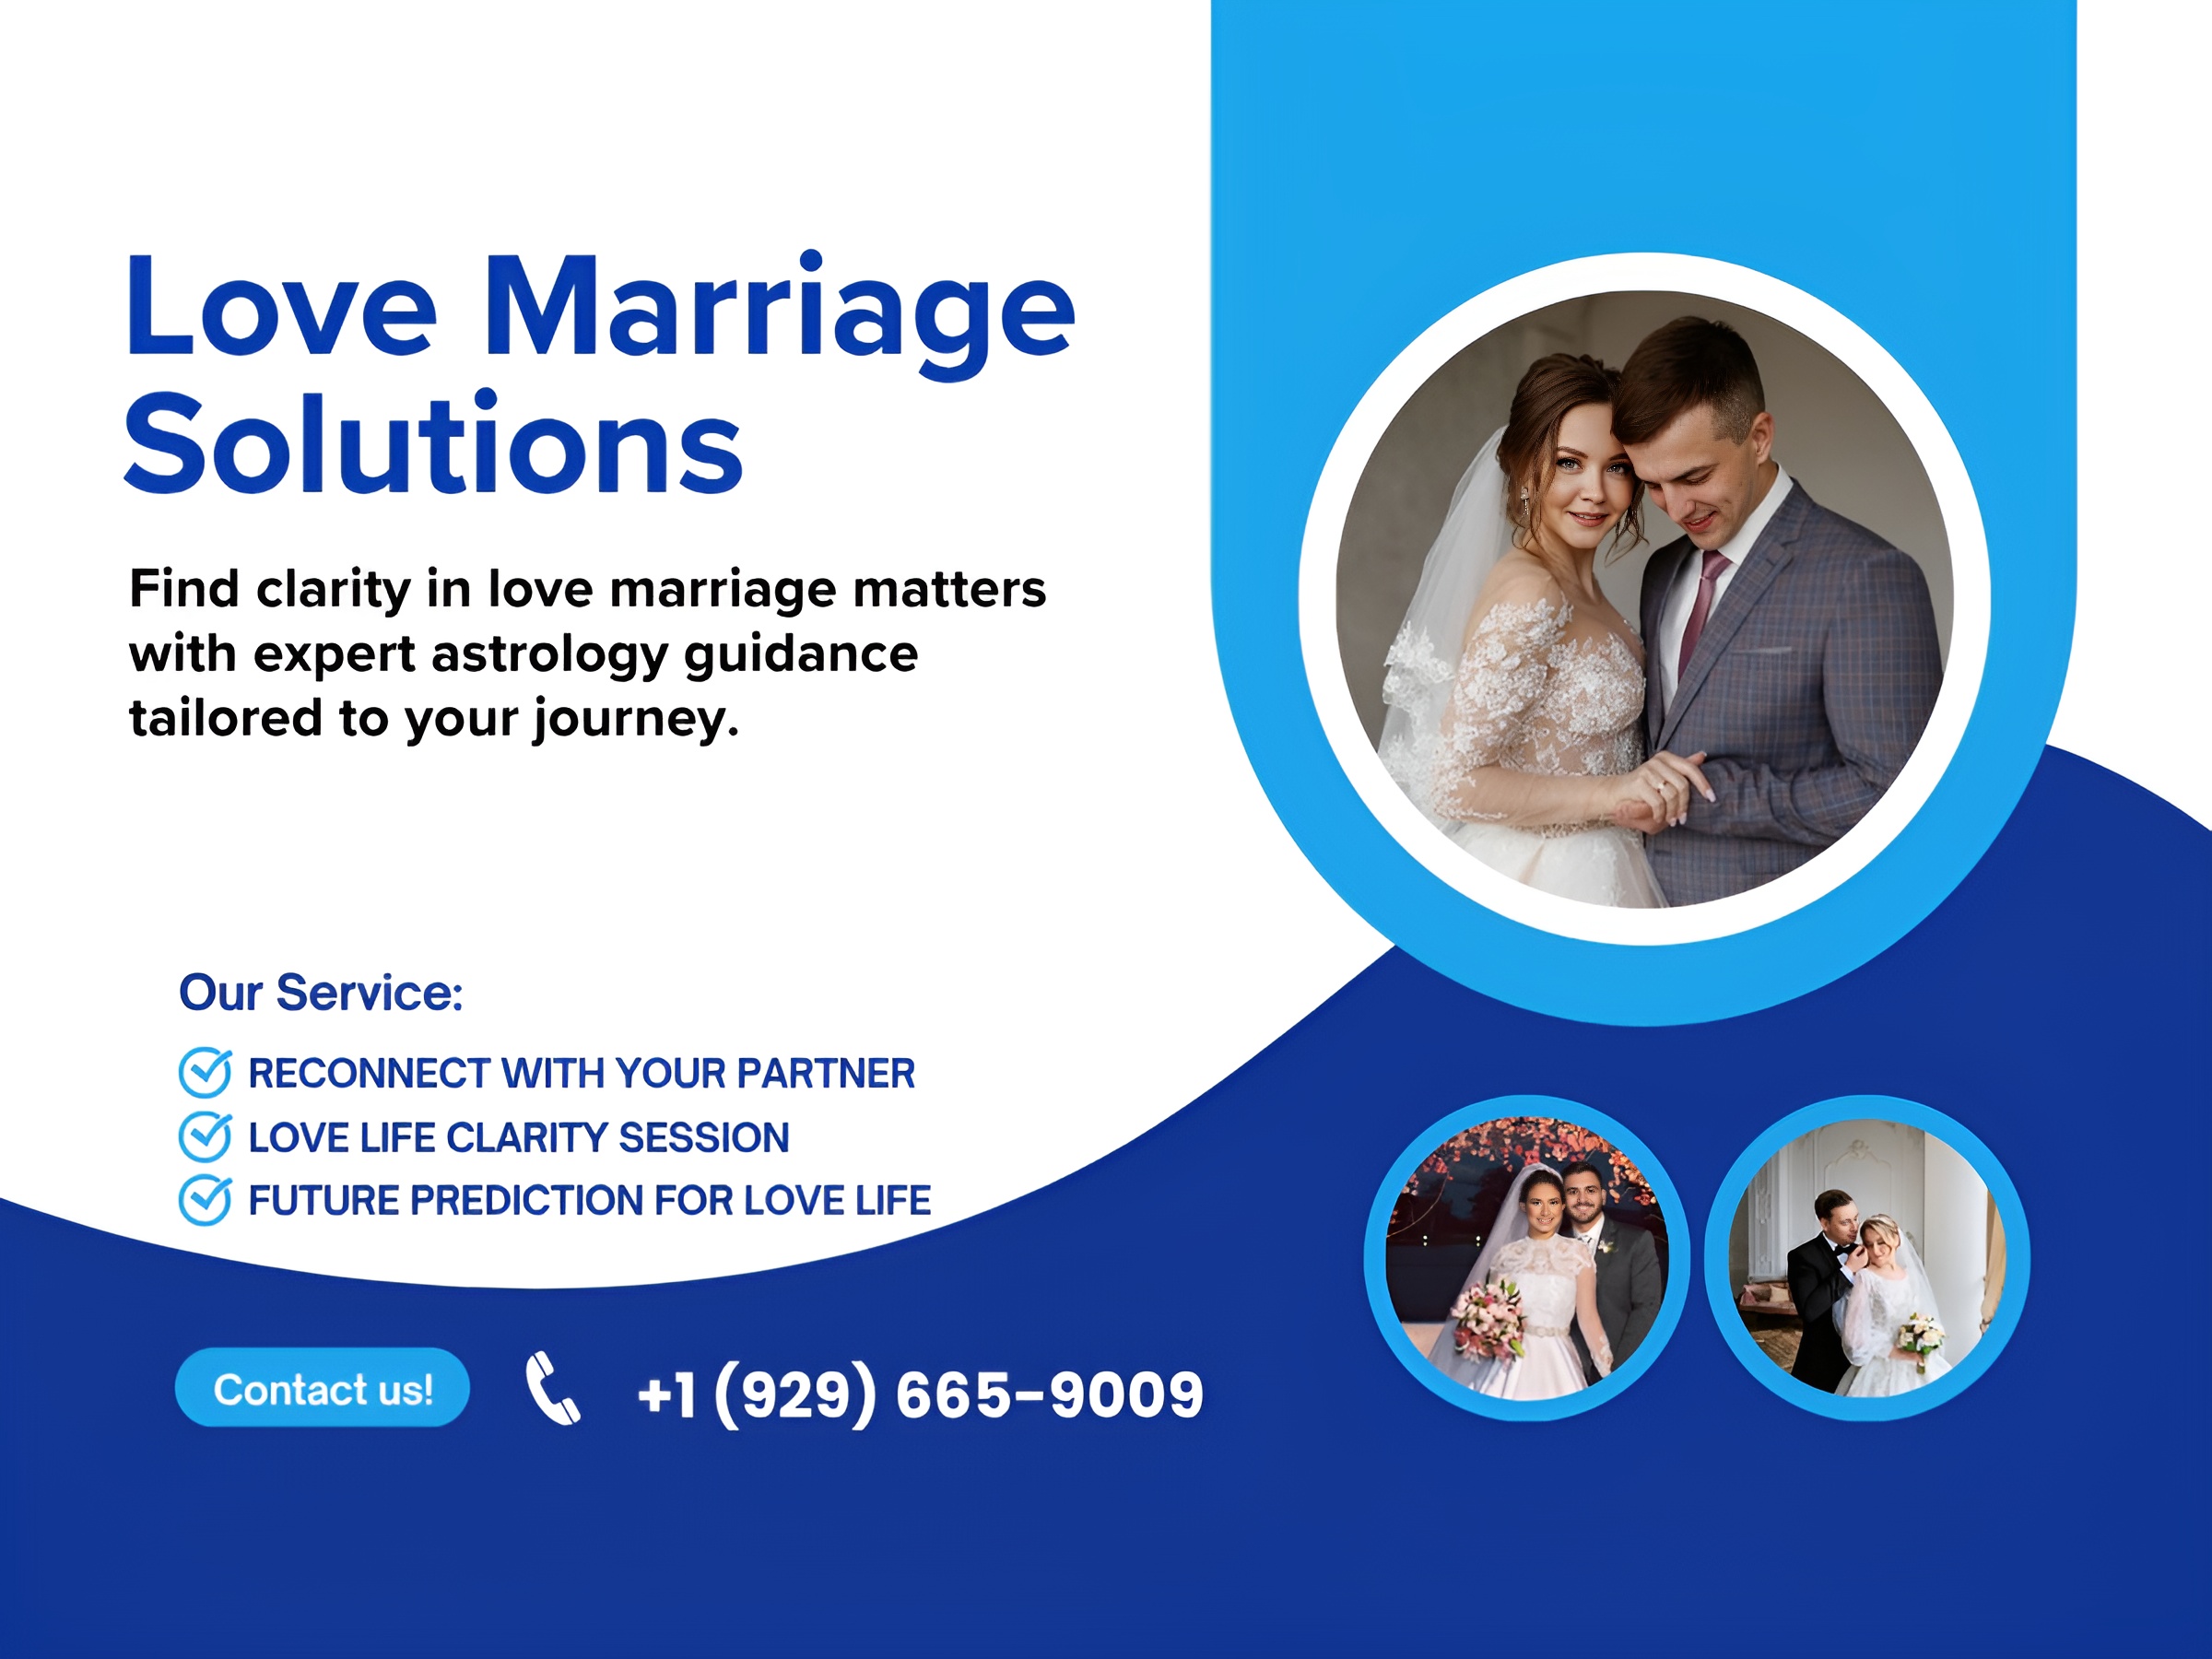 Love Marriage
Solutions
Find clarity in love marriage matters
with expert astrology guidance
tailored to your journey.
Our Service:
RECONNECT WITH YOUR PARTNER
LOVE LIFE CLARITY SESSION
FUTURE PREDICTION FOR LOVE LIFE
Contact us!
+1 (929) 665-9009